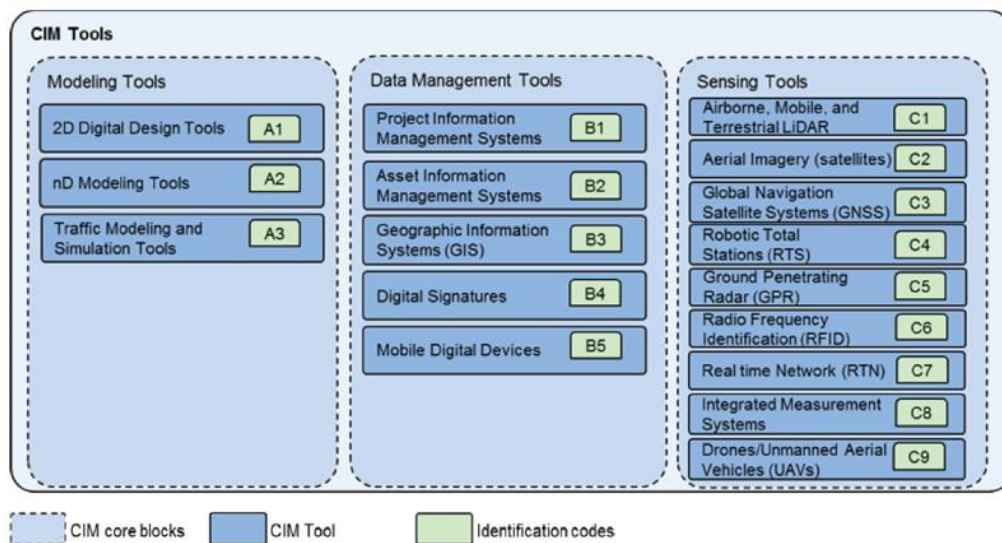 CIM Tools
Modeling Tools
2D Digital Design Tools A1
nD Modeling Tools A2
Traffic Modeling and
Simulation Tools A3
Data Management Tools
Project Information
Management Systems B1
Asset Information
Management Systems B2
Geographic Information
Systems (GIS) B3
Digital Signatures B4
Mobile Digital Devices B5
Sensing Tools
Airborne, Mobile, and
Terrestrial LiDAR C1
Aerial Imagery (satellites) C2
Global Navigation
Satellite Systems (GNSS) C3
Robotic Total
Stations (RTS) C4
Ground Penetrating
Radar (GPR) C5
Radio Frequency
Identification (RFID) C6
Real time Network (RTN) C7
Integrated Measurement
Systems C8
Drones/Unmanned Aerial
Vehicles (UAVs) C9
CIM core blocks CIM Tool Identification codes